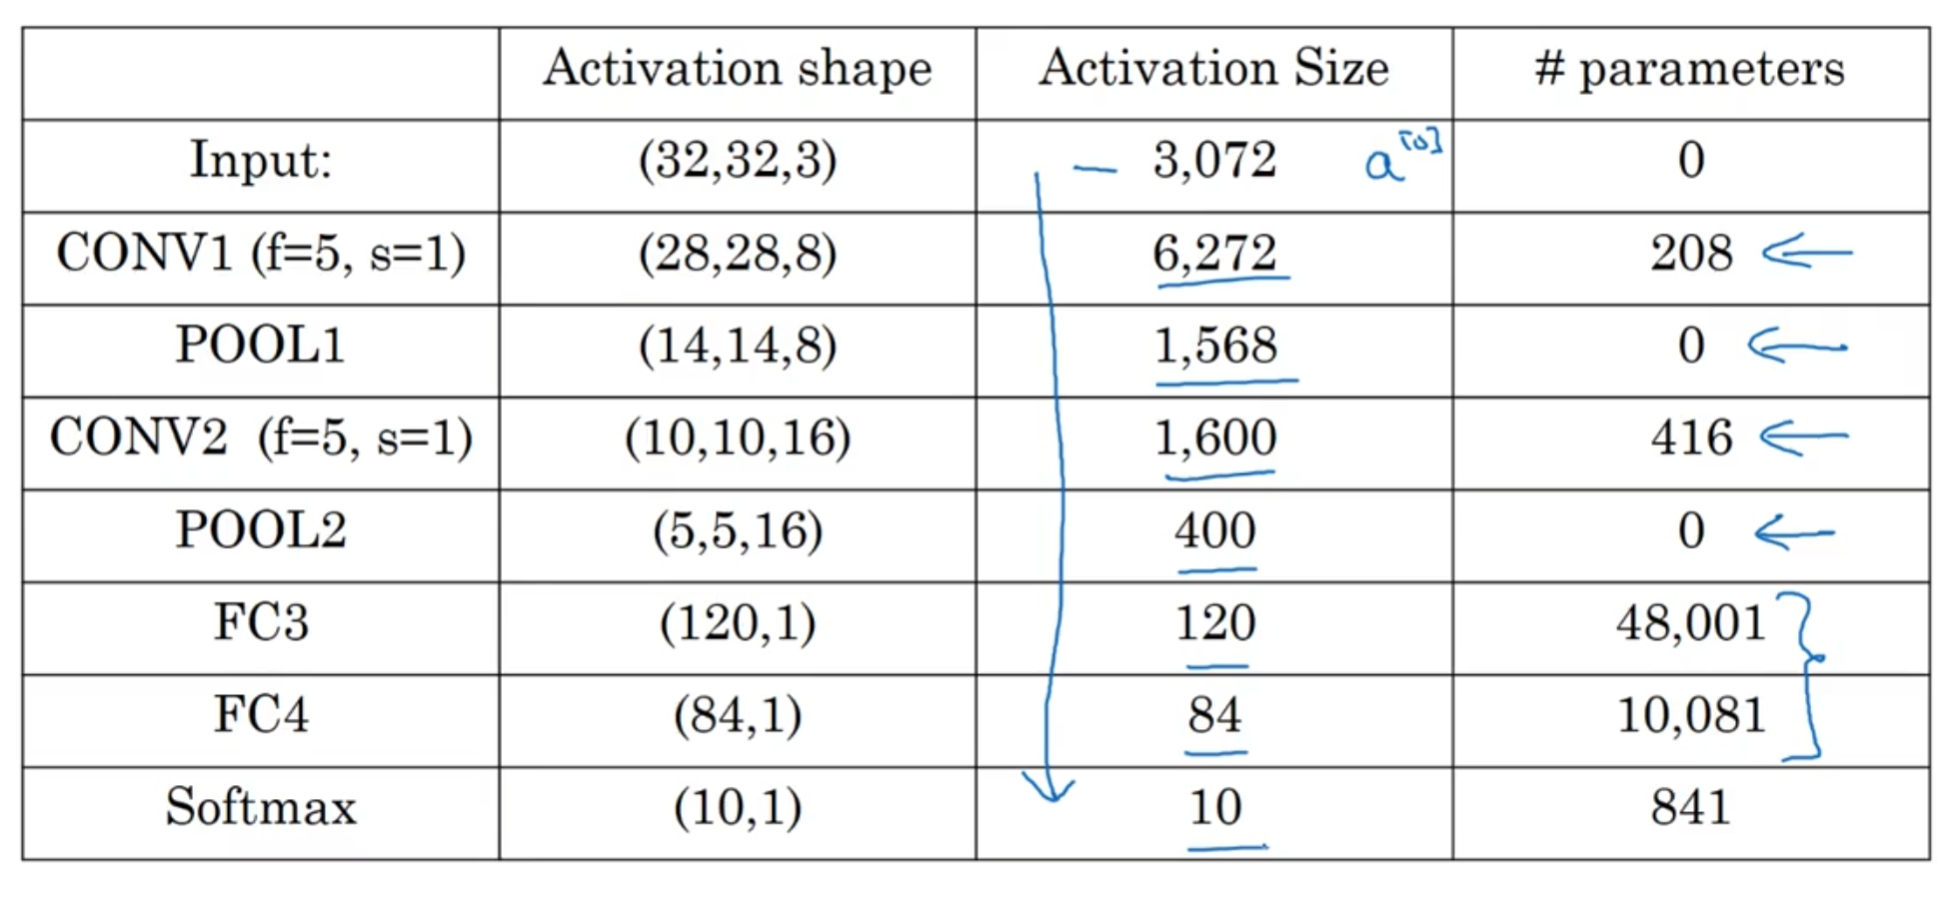 Activation shape Activation Size # parameters
Input: (32,32,3) – 3,072 a[0] 0
CONV1 (f=5, s=1) (28,28,8) 6,272 208 ←
POOL1 (14,14,8) 1,568 0 ←
CONV2 (f=5, s=1) (10,10,16) 1,600 416 ←
POOL2 (5,5,16) 400 0 ←
FC3 (120,1) 120 48,001
FC4 (84,1) 84 10,081
Softmax (10,1) 10 841